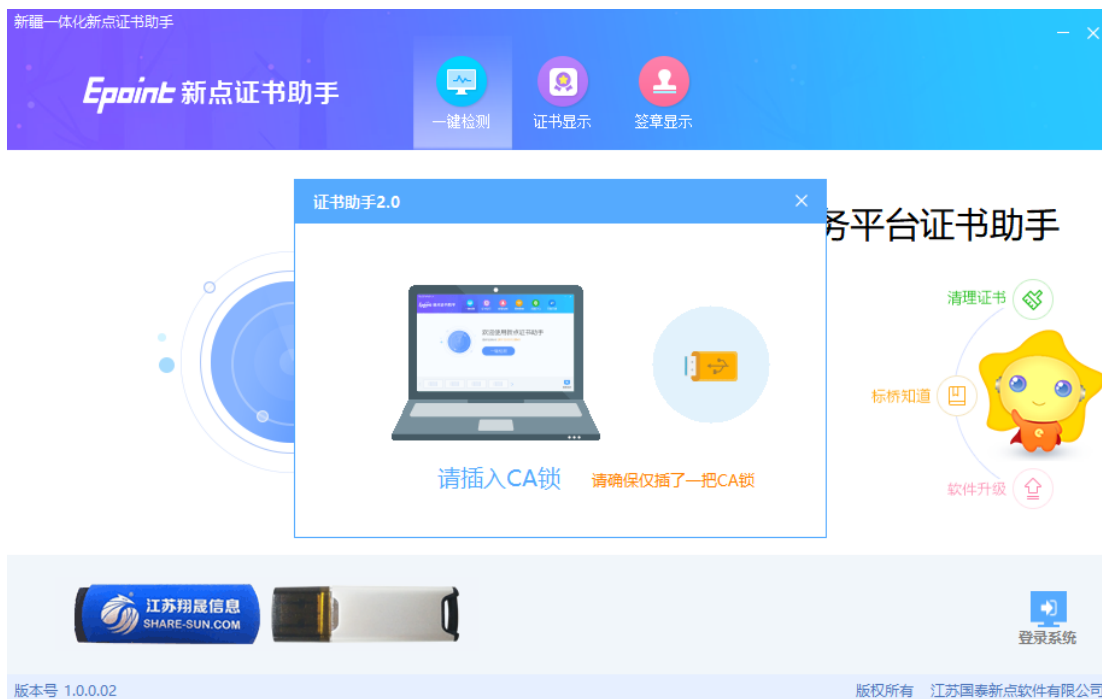 新疆一体化新点证书助手
Epoint 新点证书助手
一键检测
证书显示
签章显示
证书助手2.0
务平台证书助手
请插入CA锁
请确保仅插了一把CA锁
清理证书
标桥知道
软件升级
江苏翔晟信息
SHARE-SUN.COM
登录系统
版本号 1.0.0.02
版权所有 江苏国泰新点软件有限公司